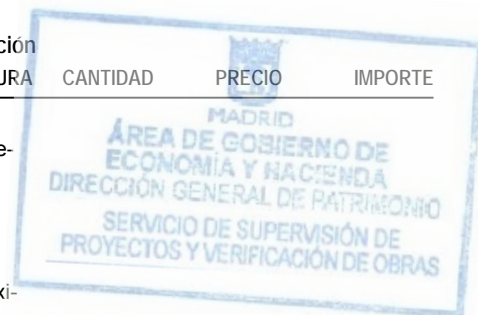 ción
URA CANTIDAD PRECIO IMPORTE
MADRID
e-
ÁREA DE GOBIERNO DE
ECONOMÍA Y HACIENDA
DIRECCIÓN GENERAL DE PATRIMONIO
SERVICIO DE SUPERVISIÓN DE
PROYECTOS Y VERIFICACIÓN DE OBRAS
xi-